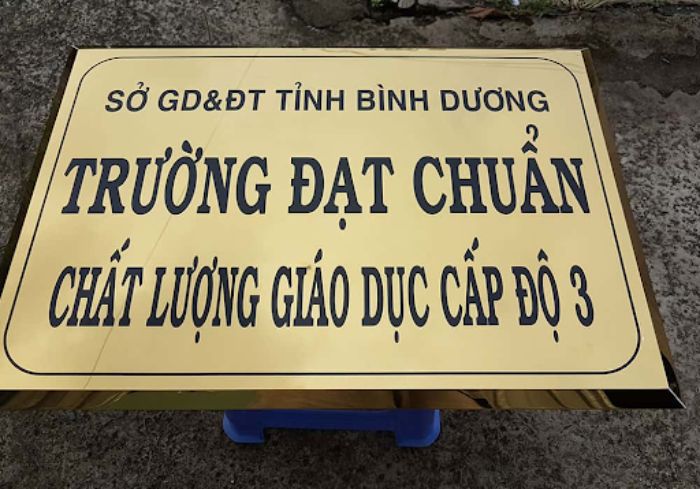 SỞ GD&ĐT TỈNH BÌNH DƯƠNG
TRƯỜNG ĐẠT CHUẨN
CHẤT LƯỢNG GIÁO DỤC CẤP ĐỘ 3